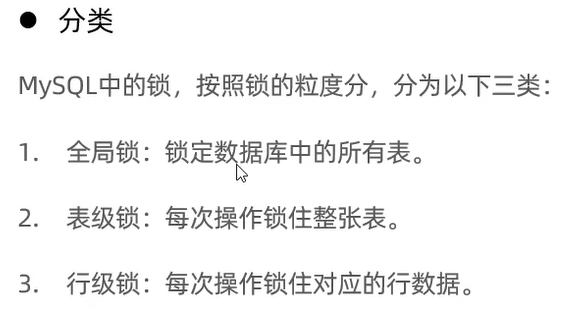 ● 分类
MySQL中的锁，按照锁的粒度分，分为以下三类：
1. 全局锁：锁定数据库中的所有表。
2. 表级锁：每次操作锁住整张表。
3. 行级锁：每次操作锁住对应的行数据。